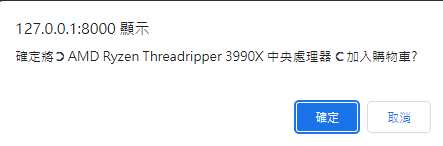 127.0.0.1:8000 顯示
確定將➲ AMD Ryzen Threadripper 3990X 中央處理器 C加入購物車?
確定
取消